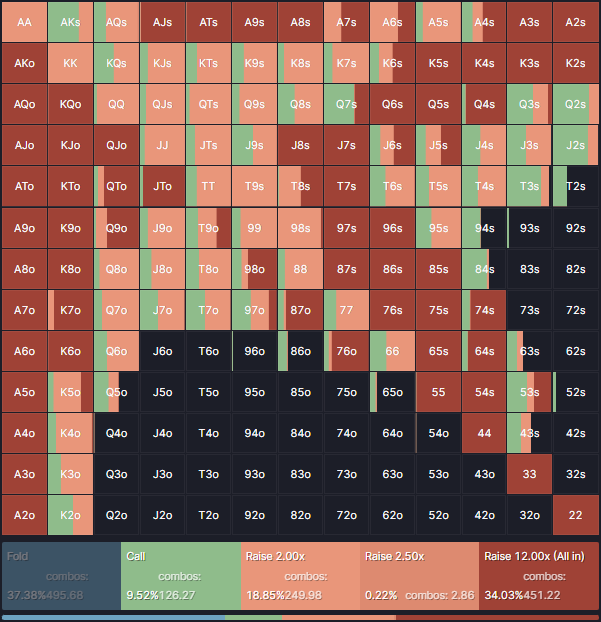 AA AKs AQs AJs ATs A9s A8s A7s A6s A5s A4s A3s A2s
AKo KK KQs KJs KTs K9s K8s K7s K6s K5s K4s K3s K2s
AQo KQo QQ QJs QTs Q9s Q8s Q7s Q6s Q5s Q4s Q3s Q2s
AJo KJo QJo JJ JTs J9s J8s J7s J6s J5s J4s J3s J2s
ATo KTo QTo JTo TT T9s T8s T7s T6s T5s T4s T3s T2s
A9o K9o Q9o J9o T9o 99 98s 97s 96s 95s 94s 93s 92s
A8o K8o Q8o J8o T8o 98o 88 87s 86s 85s 84s 83s 82s
A7o K7o Q7o J7o T7o 97o 87o 77 76s 75s 74s 73s 72s
A6o K6o Q6o J6o T6o 96o 86o 76o 66 65s 64s 63s 62s
A5o K5o Q5o J5o T5o 95o 85o 75o 65o 55 54s 53s 52s
A4o K4o Q4o J4o T4o 94o 84o 74o 64o 54o 44 43s 42s
A3o K3o Q3o J3o T3o 93o 83o 73o 63o 53o 43o 33 32s
A2o K2o Q2o J2o T2o 92o 82o 72o 62o 52o 42o 32o 22
Fold Call Raise 2.00x Raise 2.50x Raise 12.00x (All in)
combos: combos: combos: combos:
37.38%495.68 9.52%126.27 18.85%249.98 0.22% combos: 2.86 34.03%451.22